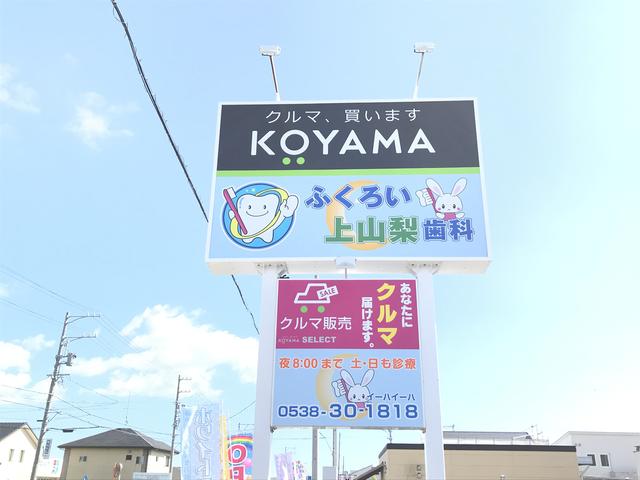 クルマ、買います
KOYAMA
ふくろい
上山梨歯科
SALE
クルマ販売
KOYAMA SELECT
あなたに
クルマ
届けます。
夜8:00まで 土・日も診療
イーハイーハ
0538-30-1818